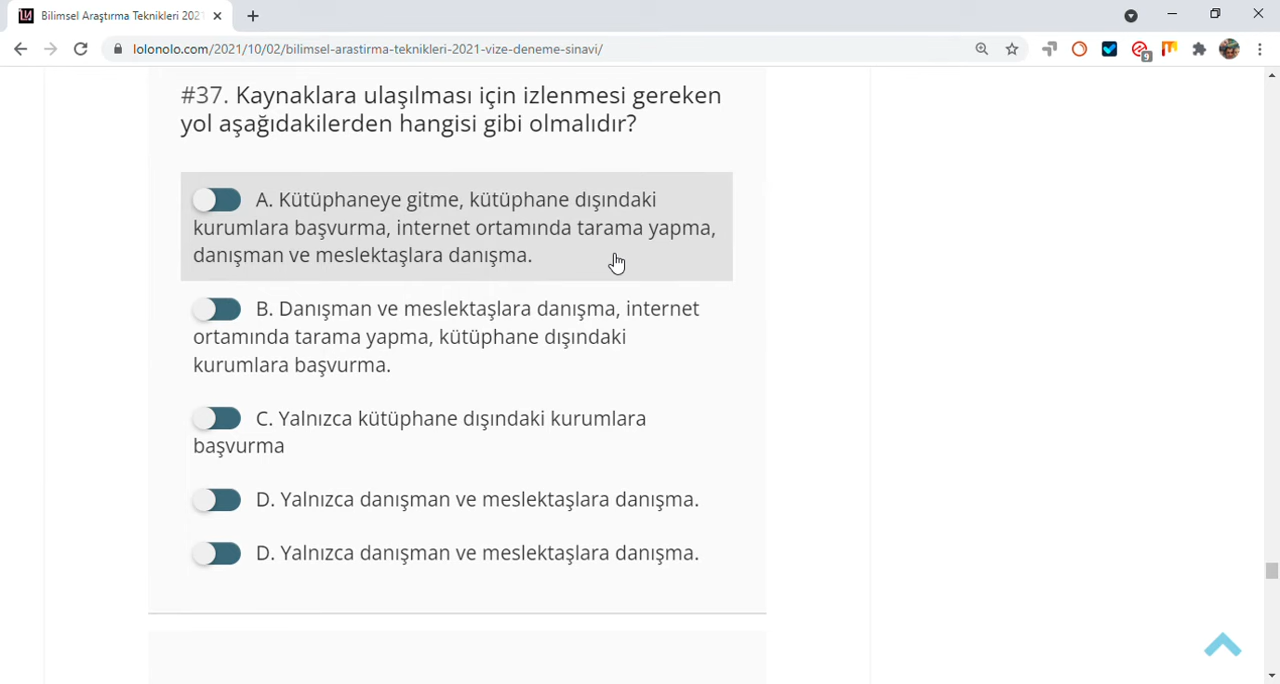 Bilimsel Araştırma Teknikleri 2021
lolonolo.com/2021/10/02/bilimsel-arastirma-teknikleri-2021-vize-deneme-sinavi/
9
#37. Kaynaklara ulaşılması için izlenmesi gereken
yol aşağıdakilerden hangisi gibi olmalıdır?
A. Kütüphaneye gitme, kütüphane dışındaki
kurumlara başvurma, internet ortamında tarama yapma,
danışman ve meslektaşlara danışma.
B. Danışman ve meslektaşlara danışma, internet
ortamında tarama yapma, kütüphane dışındaki
kurumlara başvurma.
C. Yalnızca kütüphane dışındaki kurumlara
başvurma
D. Yalnızca danışman ve meslektaşlara danışma.
D. Yalnızca danışman ve meslektaşlara danışma.